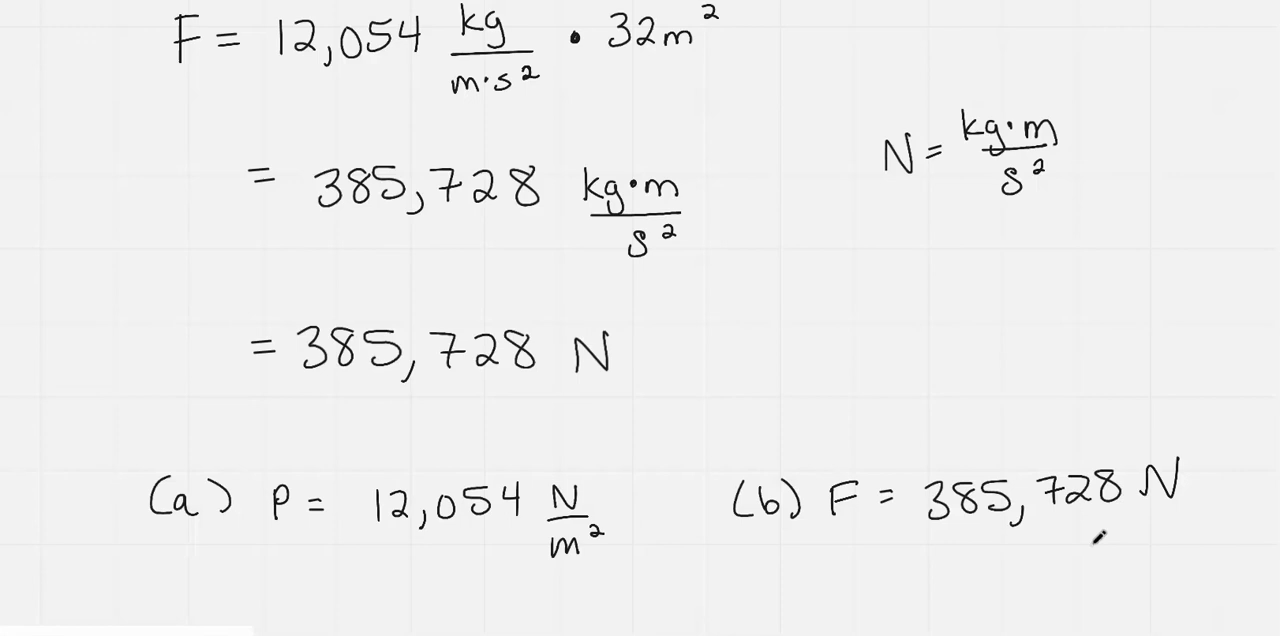 F = 12,054 kg/m·s² · 32m²
N = kg·m/s²
= 385,728 kg·m/s²
= 385,728 N
(a) P = 12,054 N/m² (b) F = 385,728 N